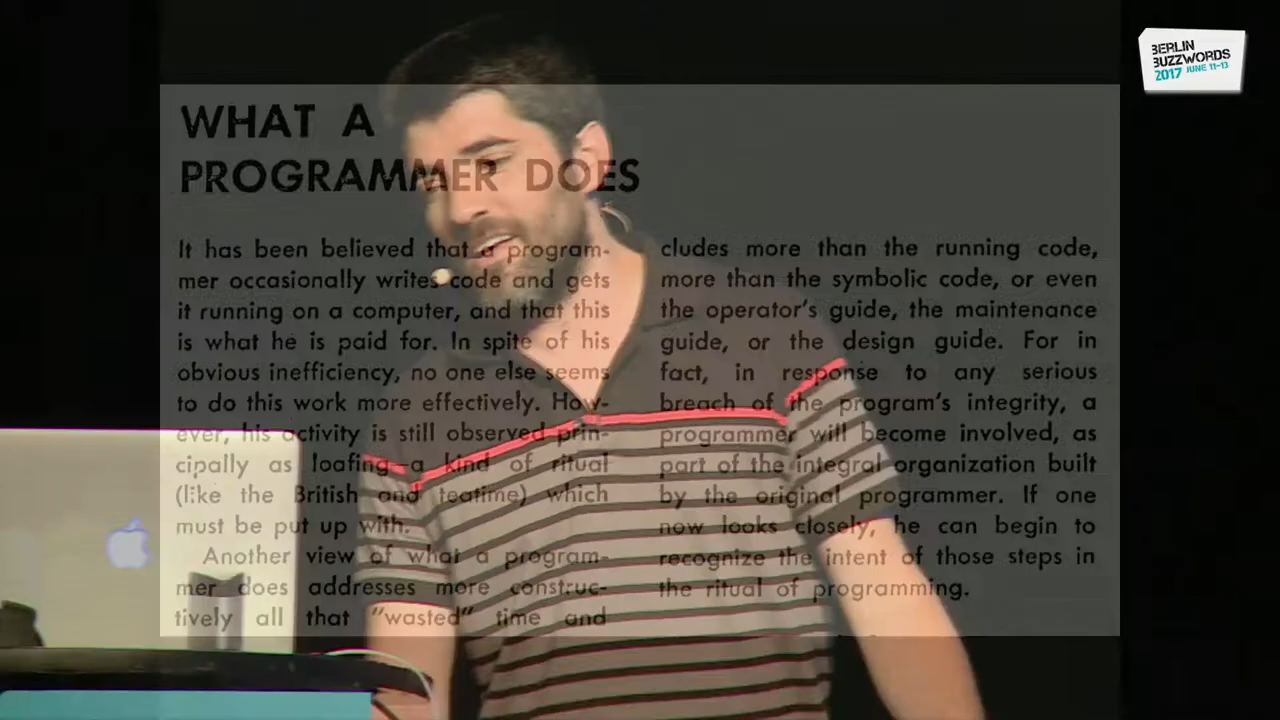 BERLIN
BUZZWORDS
2017 JUNE 11-13
WHAT A
PROGRAMMER DOES
It has been believed that a program-
mer occasionally writes code and gets
it running on a computer, and that this
is what he is paid for. In spite of his
obvious inefficiency, no one else seems
to do this work more effectively. How-
ever, his activity is still observed prin-
cipally as loafing a kind of ritual
(like the British and teatime) which
must be put up with.
Another view of what a program-
mer does addresses more construc-
tively all that "wasted" time and
cludes more than the running code,
more than the symbolic code, or even
the operator's guide, the maintenance
guide, or the design guide. For in
fact, in response to any serious
breach of the program's integrity, a
programmer will become involved, as
part of the integral organization built
by the original programmer. If one
now looks closely, he can begin to
recognize the intent of those steps in
the ritual of programming.